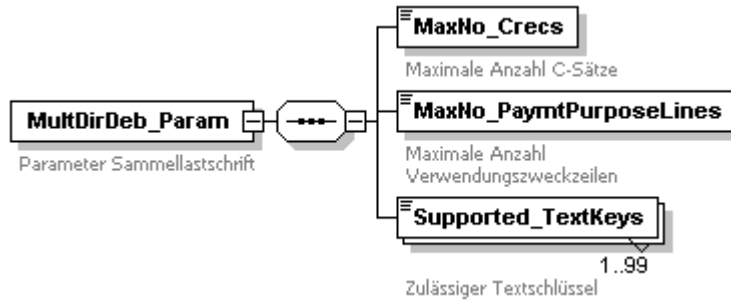 MaxNo_Crecs
Maximale Anzahl C-Sätze
MultDirDeb_Param
Parameter Sammellastschrift
MaxNo_PaymtPurposeLines
Maximale Anzahl
Verwendungszweckzeilen
Supported_TextKeys
1..99
Zulässiger Textschlüssel